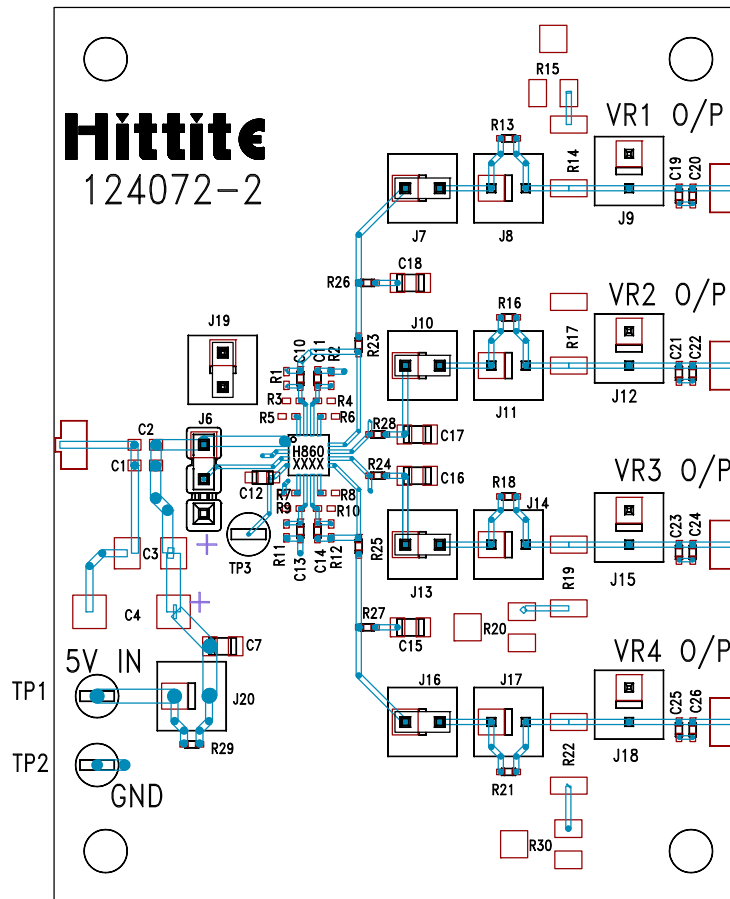 R15
VR1 O/P
Hittite
124072-2
R13
R14
C19
C20
J7
J8
J9
R26
C18
VR2 O/P
R16
J19
J10
R17
C21
C22
R23
C10
C11
R2
R1
R3
R4
J11
J12
J6
R5
R6
R28
C17
C2
H860
XXXX
C1
R24
C16
VR3 O/P
C12
R7
R8
R18
J14
R9
R10
C23
C24
C3
R11
C13
C14
R12
R25
TP3
J13
R19
J15
C4
R27
R20
C15
5V IN
C7
VR4 O/P
TP1
J20
J16
J17
C25
C26
R29
R22
J18
TP2
GND
R21
R30